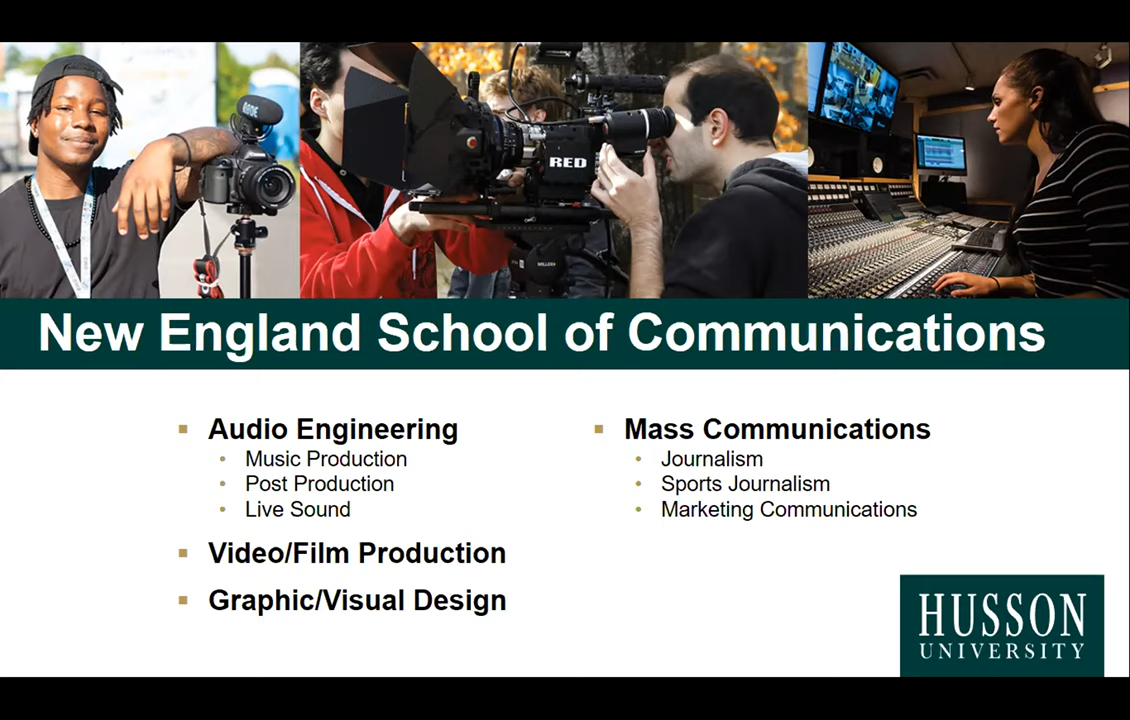 RODE
RED
New England School of Communications
Audio Engineering
Music Production
Post Production
Live Sound
Video/Film Production
Graphic/Visual Design
Mass Communications
Journalism
Sports Journalism
Marketing Communications
HUSSON
UNIVERSITY